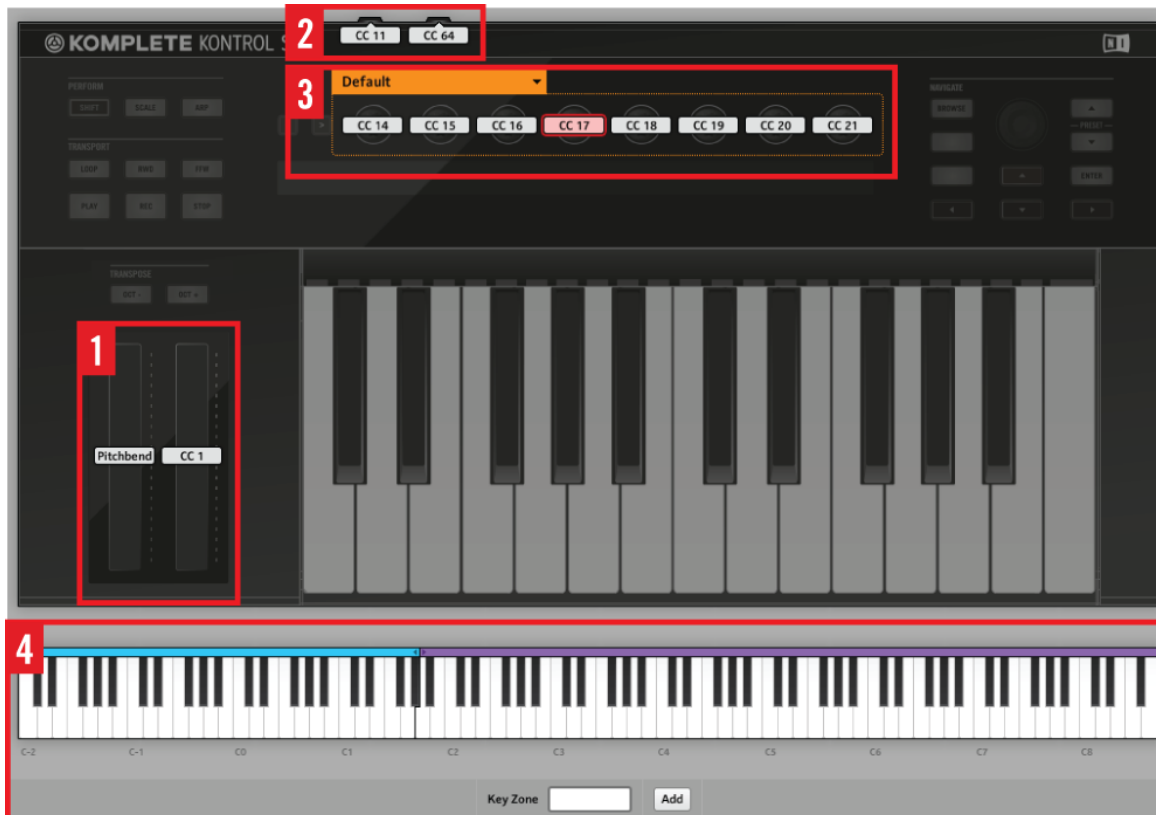 2
CC 11 CC 64
KOMPLETE KONTROL S
3
Default
PERFORM
SHIFT SCALE ARP
CC 14 CC 15 CC 16 CC 17 CC 18 CC 19 CC 20 CC 21
NAVIGATE
BROWSE
PRESET
TRANSPORT
LOOP RWD FFW
ENTER
PLAY REC STOP
TRANSPOSE
OCT - OCT +
1
Pitchbend CC 1
4
C-2 C-1 C0 C1 C2 C3 C4 C5 C6 C7 C8
Key Zone Add